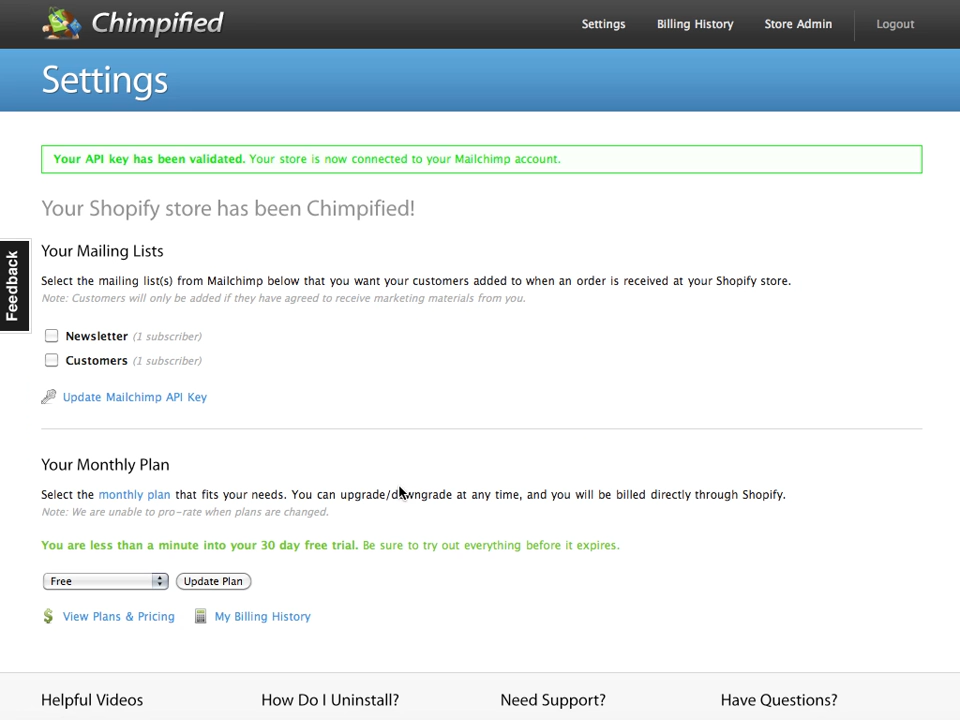 Chimpified
Settings Billing History Store Admin Logout
Settings
Your API key has been validated. Your store is now connected to your Mailchimp account.
Your Shopify store has been Chimpified!
Feedback
Your Mailing Lists
Select the mailing list(s) from Mailchimp below that you want your customers added to when an order is received at your Shopify store.
Note: Customers will only be added if they have agreed to receive marketing materials from you.
Newsletter (1 subscriber)
Customers (1 subscriber)
Update Mailchimp API Key
Your Monthly Plan
Select the monthly plan that fits your needs. You can upgrade/downgrade at any time, and you will be billed directly through Shopify.
Note: We are unable to pro-rate when plans are changed.
You are less than a minute into your 30 day free trial. Be sure to try out everything before it expires.
Free Update Plan
View Plans & Pricing My Billing History
Helpful Videos How Do I Uninstall? Need Support? Have Questions?